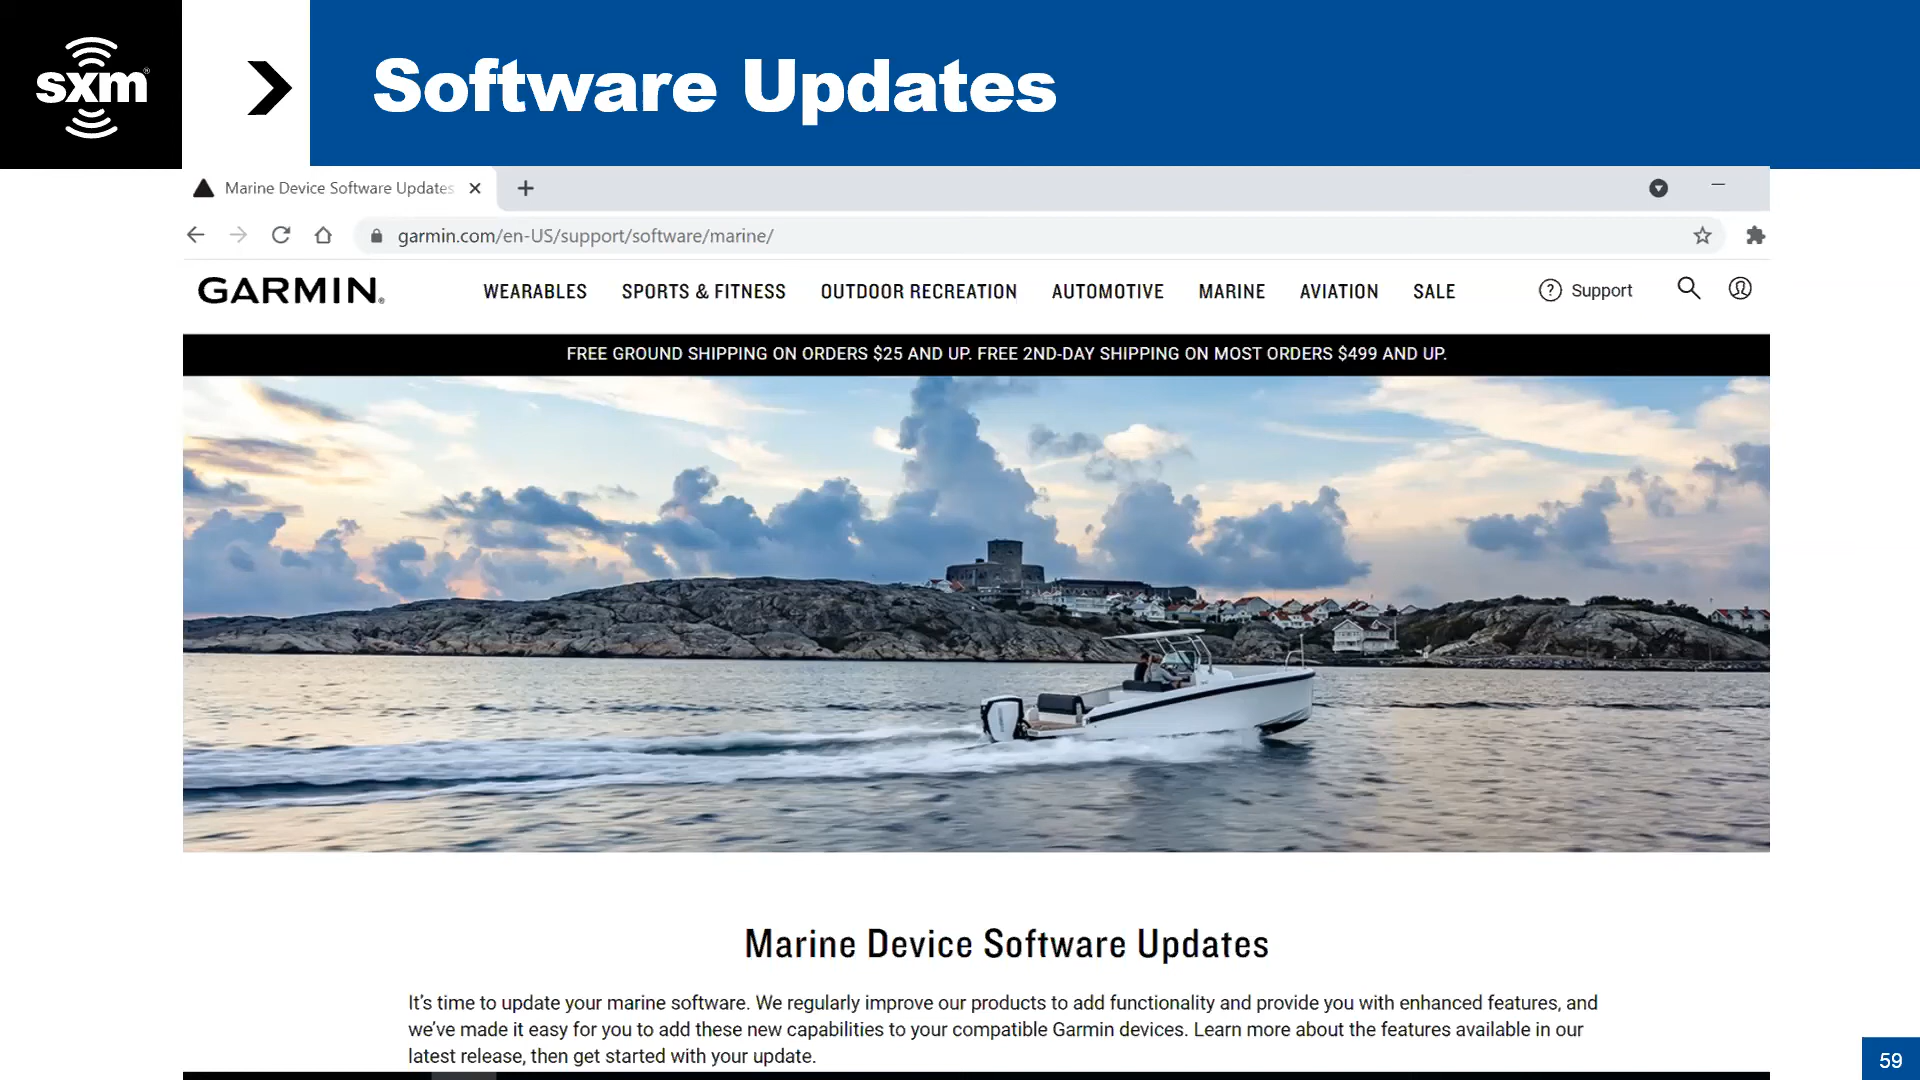 sxm
Software Updates
Marine Device Software Updates
garmin.com/en-US/support/software/marine/
GARMIN
WEARABLES SPORTS & FITNESS OUTDOOR RECREATION AUTOMOTIVE MARINE AVIATION SALE ? Support
FREE GROUND SHIPPING ON ORDERS $25 AND UP. FREE 2ND-DAY SHIPPING ON MOST ORDERS $499 AND UP.
Marine Device Software Updates
It's time to update your marine software. We regularly improve our products to add functionality and provide you with enhanced features, and
we've made it easy for you to add these new capabilities to your compatible Garmin devices. Learn more about the features available in our
latest release, then get started with your update.
59